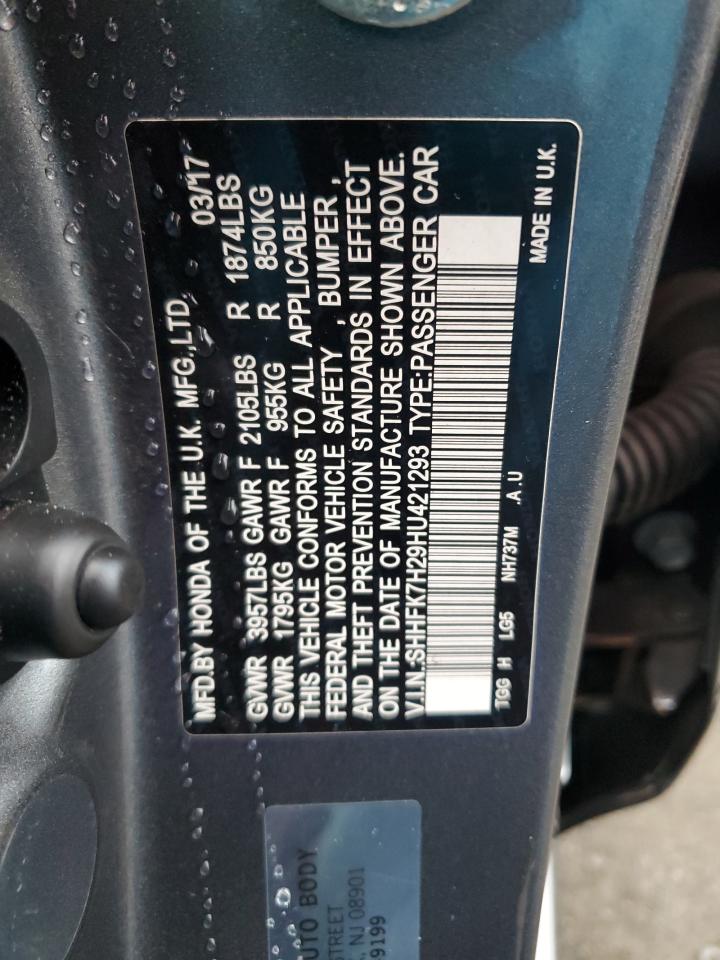 MFD.BY HONDA OF THE U.K. MFG.,LTD. 03/17
GVWR 3957LBS GAWR F 2105LBS R 1874LBS
GVWR 1795KG GAWR F 955KG R 850KG
THIS VEHICLE CONFORMS TO ALL APPLICABLE
FEDERAL MOTOR VEHICLE SAFETY , BUMPER ,
AND THEFT PREVENTION STANDARDS IN EFFECT
ON THE DATE OF MANUFACTURE SHOWN ABOVE.
V.I.N.:SHHFK7H29HU421293 TYPE:PASSENGER CAR
TGG H LG5 NH737M .A .U MADE IN U.K.
AUTO BODY
STREET
NJ 08901
9199